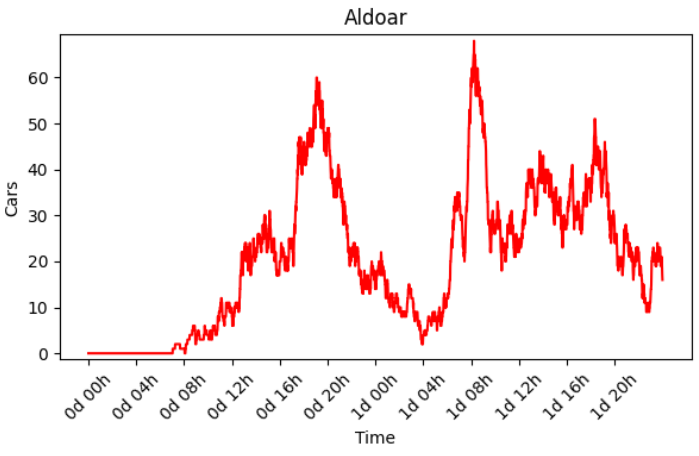 Aldoar
Cars
60
50
40
30
20
10
0
0d 00h
0d 04h
0d 08h
0d 12h
0d 16h
0d 20h
1d 00h
1d 04h
1d 08h
1d 12h
1d 16h
1d 20h
Time